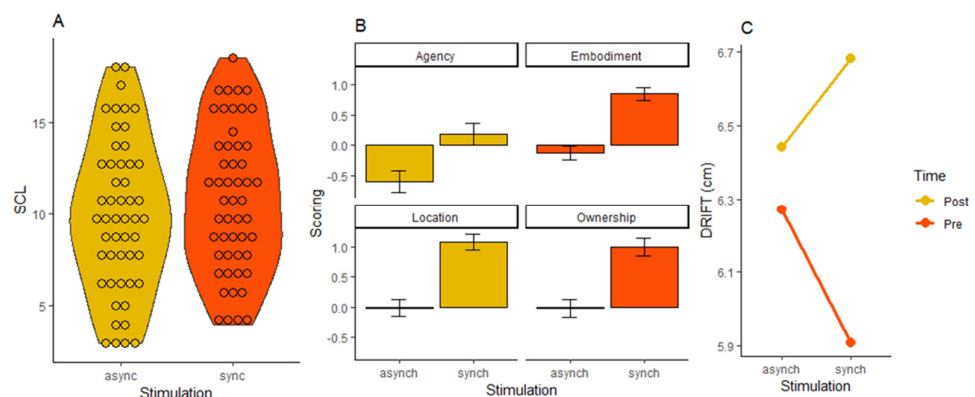 A
SCL
15
10
5
async
sync
Stimulation
B
Agency
Embodiment
Scoring
1.0
0.5
0.0
-0.5
Location
Ownership
1.0
0.5
0.0
-0.5
asynch
synch
asynch
synch
Stimulation
C
DRIFT (cm)
6.7
6.5
6.3
6.1
5.9
asynch
synch
Stimulation
Time
Post
Pre